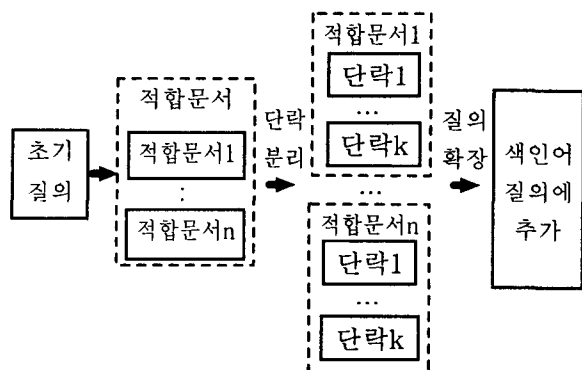 초기
질의
적합문서
적합문서1
:
적합문서n
단락
분리
적합문서1
단락1
...
단락k
...
적합문서n
단락1
...
단락k
질의
확장
색인어
질의에
추가